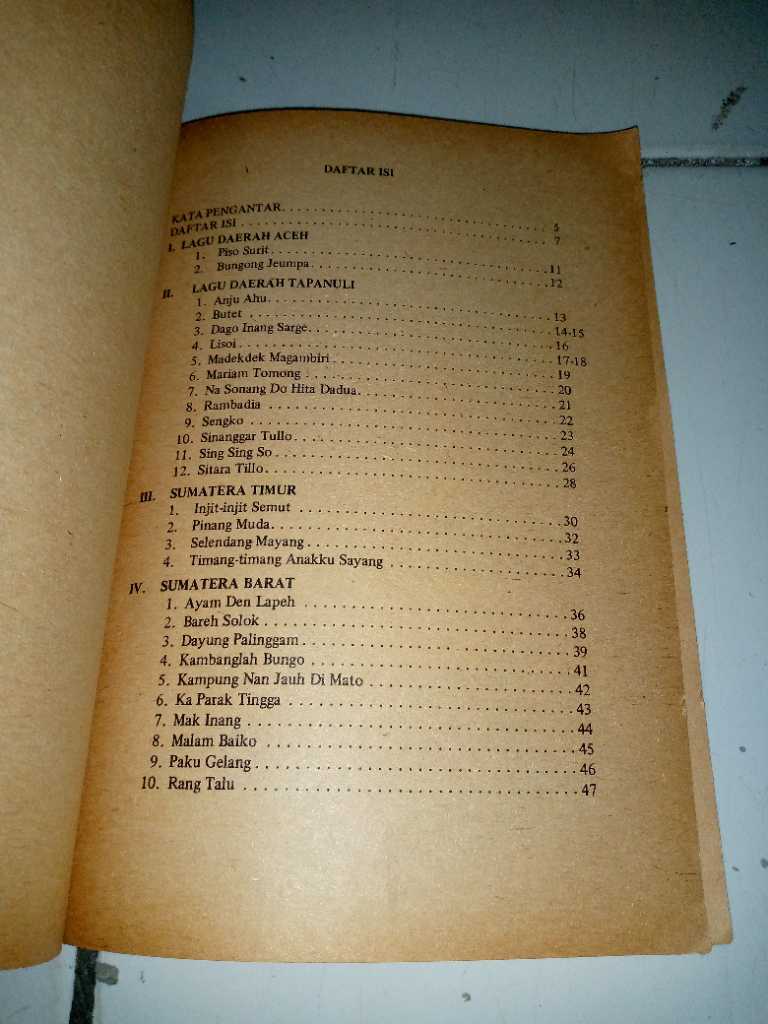 DAFTAR ISI
KATA PENGANTAR. . . . . . . . . . . . . . . . . . . . 5
DAFTAR ISI . . . . . . . . . . . . . . . . . . . . 7
I. LAGU DAERAH ACEH
1. Piso Surit. . . . . . . . . . . . . . . . . . . . 11
2. Bungong Jeumpa. . . . . . . . . . . . . . . . . . . . 12
II. LAGU DAERAH TAPANULI
1. Anju Ahu. . . . . . . . . . . . . . . . . . . . 13
2. Butet . . . . . . . . . . . . . . . . . . . . 14-15
3. Dago Inang Sarge. . . . . . . . . . . . . . . . . . . . 16
4. Lisoi. . . . . . . . . . . . . . . . . . . . 17-18
5. Madekdek Magambiri . . . . . . . . . . . . . . . . . . . . 19
6. Mariam Tomong . . . . . . . . . . . . . . . . . . . . 20
7. Na Sonang Do Hita Dadua. . . . . . . . . . . . . . . . . . . . 21
8. Rambadia . . . . . . . . . . . . . . . . . . . . 22
9. Sengko . . . . . . . . . . . . . . . . . . . . 23
10. Sinanggar Tullo. . . . . . . . . . . . . . . . . . . . 24
11. Sing Sing So . . . . . . . . . . . . . . . . . . . . 26
12. Sitara Tillo. . . . . . . . . . . . . . . . . . . . 28
III. SUMATERA TIMUR
1. Injit-injit Semut . . . . . . . . . . . . . . . . . . . . 30
2. Pinang Muda. . . . . . . . . . . . . . . . . . . . 32
3. Selendang Mayang. . . . . . . . . . . . . . . . . . . . 33
4. Timang-timang Anakku Sayang . . . . . . . . . . . . . . . 34
IV. SUMATERA BARAT
1. Ayam Den Lapeh . . . . . . . . . . . . . . . . . . . . 36
2. Bareh Solok . . . . . . . . . . . . . . . . . . . . 38
3. Dayung Palinggam. . . . . . . . . . . . . . . . . . . . 39
4. Kambanglah Bungo . . . . . . . . . . . . . . . . . . . . 41
5. Kampung Nan Jauh Di Mato . . . . . . . . . . . . . . . . 42
6. Ka Parak Tingga . . . . . . . . . . . . . . . . . . . . 43
7. Mak Inang . . . . . . . . . . . . . . . . . . . . 44
8. Malam Baiko . . . . . . . . . . . . . . . . . . . . 45
9. Paku Gelang . . . . . . . . . . . . . . . . . . . . 46
10. Rang Talu . . . . . . . . . . . . . . . . . . . . 47